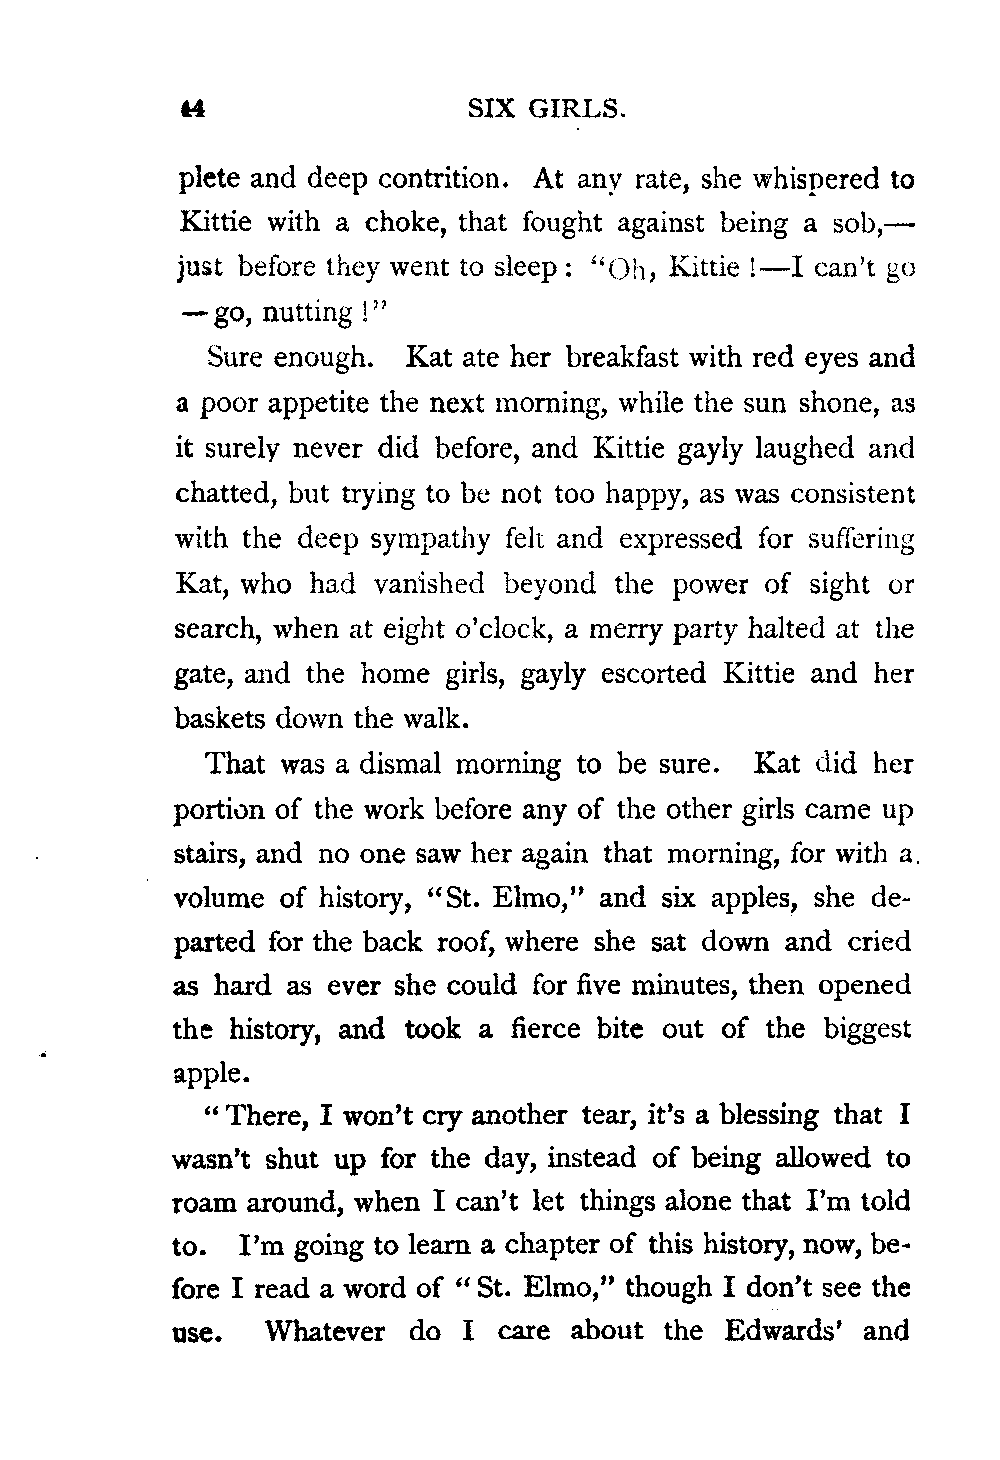 44 SIX GIRLS.
plete and deep contrition. At any rate, she whispered to
Kittie with a choke, that fought against being a sob,—
just before they went to sleep: "Oh, Kittie!—I can't go
—go, nutting!"
Sure enough. Kat ate her breakfast with red eyes and
a poor appetite the next morning, while the sun shone, as
it surely never did before, and Kittie gayly laughed and
chatted, but trying to be not too happy, as was consistent
with the deep sympathy felt and expressed for suffering
Kat, who had vanished beyond the power of sight or
search, when at eight o'clock, a merry party halted at the
gate, and the home girls, gayly escorted Kittie and her
baskets down the walk.
That was a dismal morning to be sure. Kat did her
portion of the work before any of the other girls came up
stairs, and no one saw her again that morning, for with a
volume of history, "St. Elmo," and six apples, she de-
parted for the back roof, where she sat down and cried
as hard as ever she could for five minutes, then opened
the history, and took a fierce bite out of the biggest
apple.
"There, I won't cry another tear, it's a blessing that I
wasn't shut up for the day, instead of being allowed to
roam around, when I can't let things alone that I'm told
to. I'm going to learn a chapter of this history, now, be-
fore I read a word of "St. Elmo," though I don't see the
use. Whatever do I care about the Edwards' and